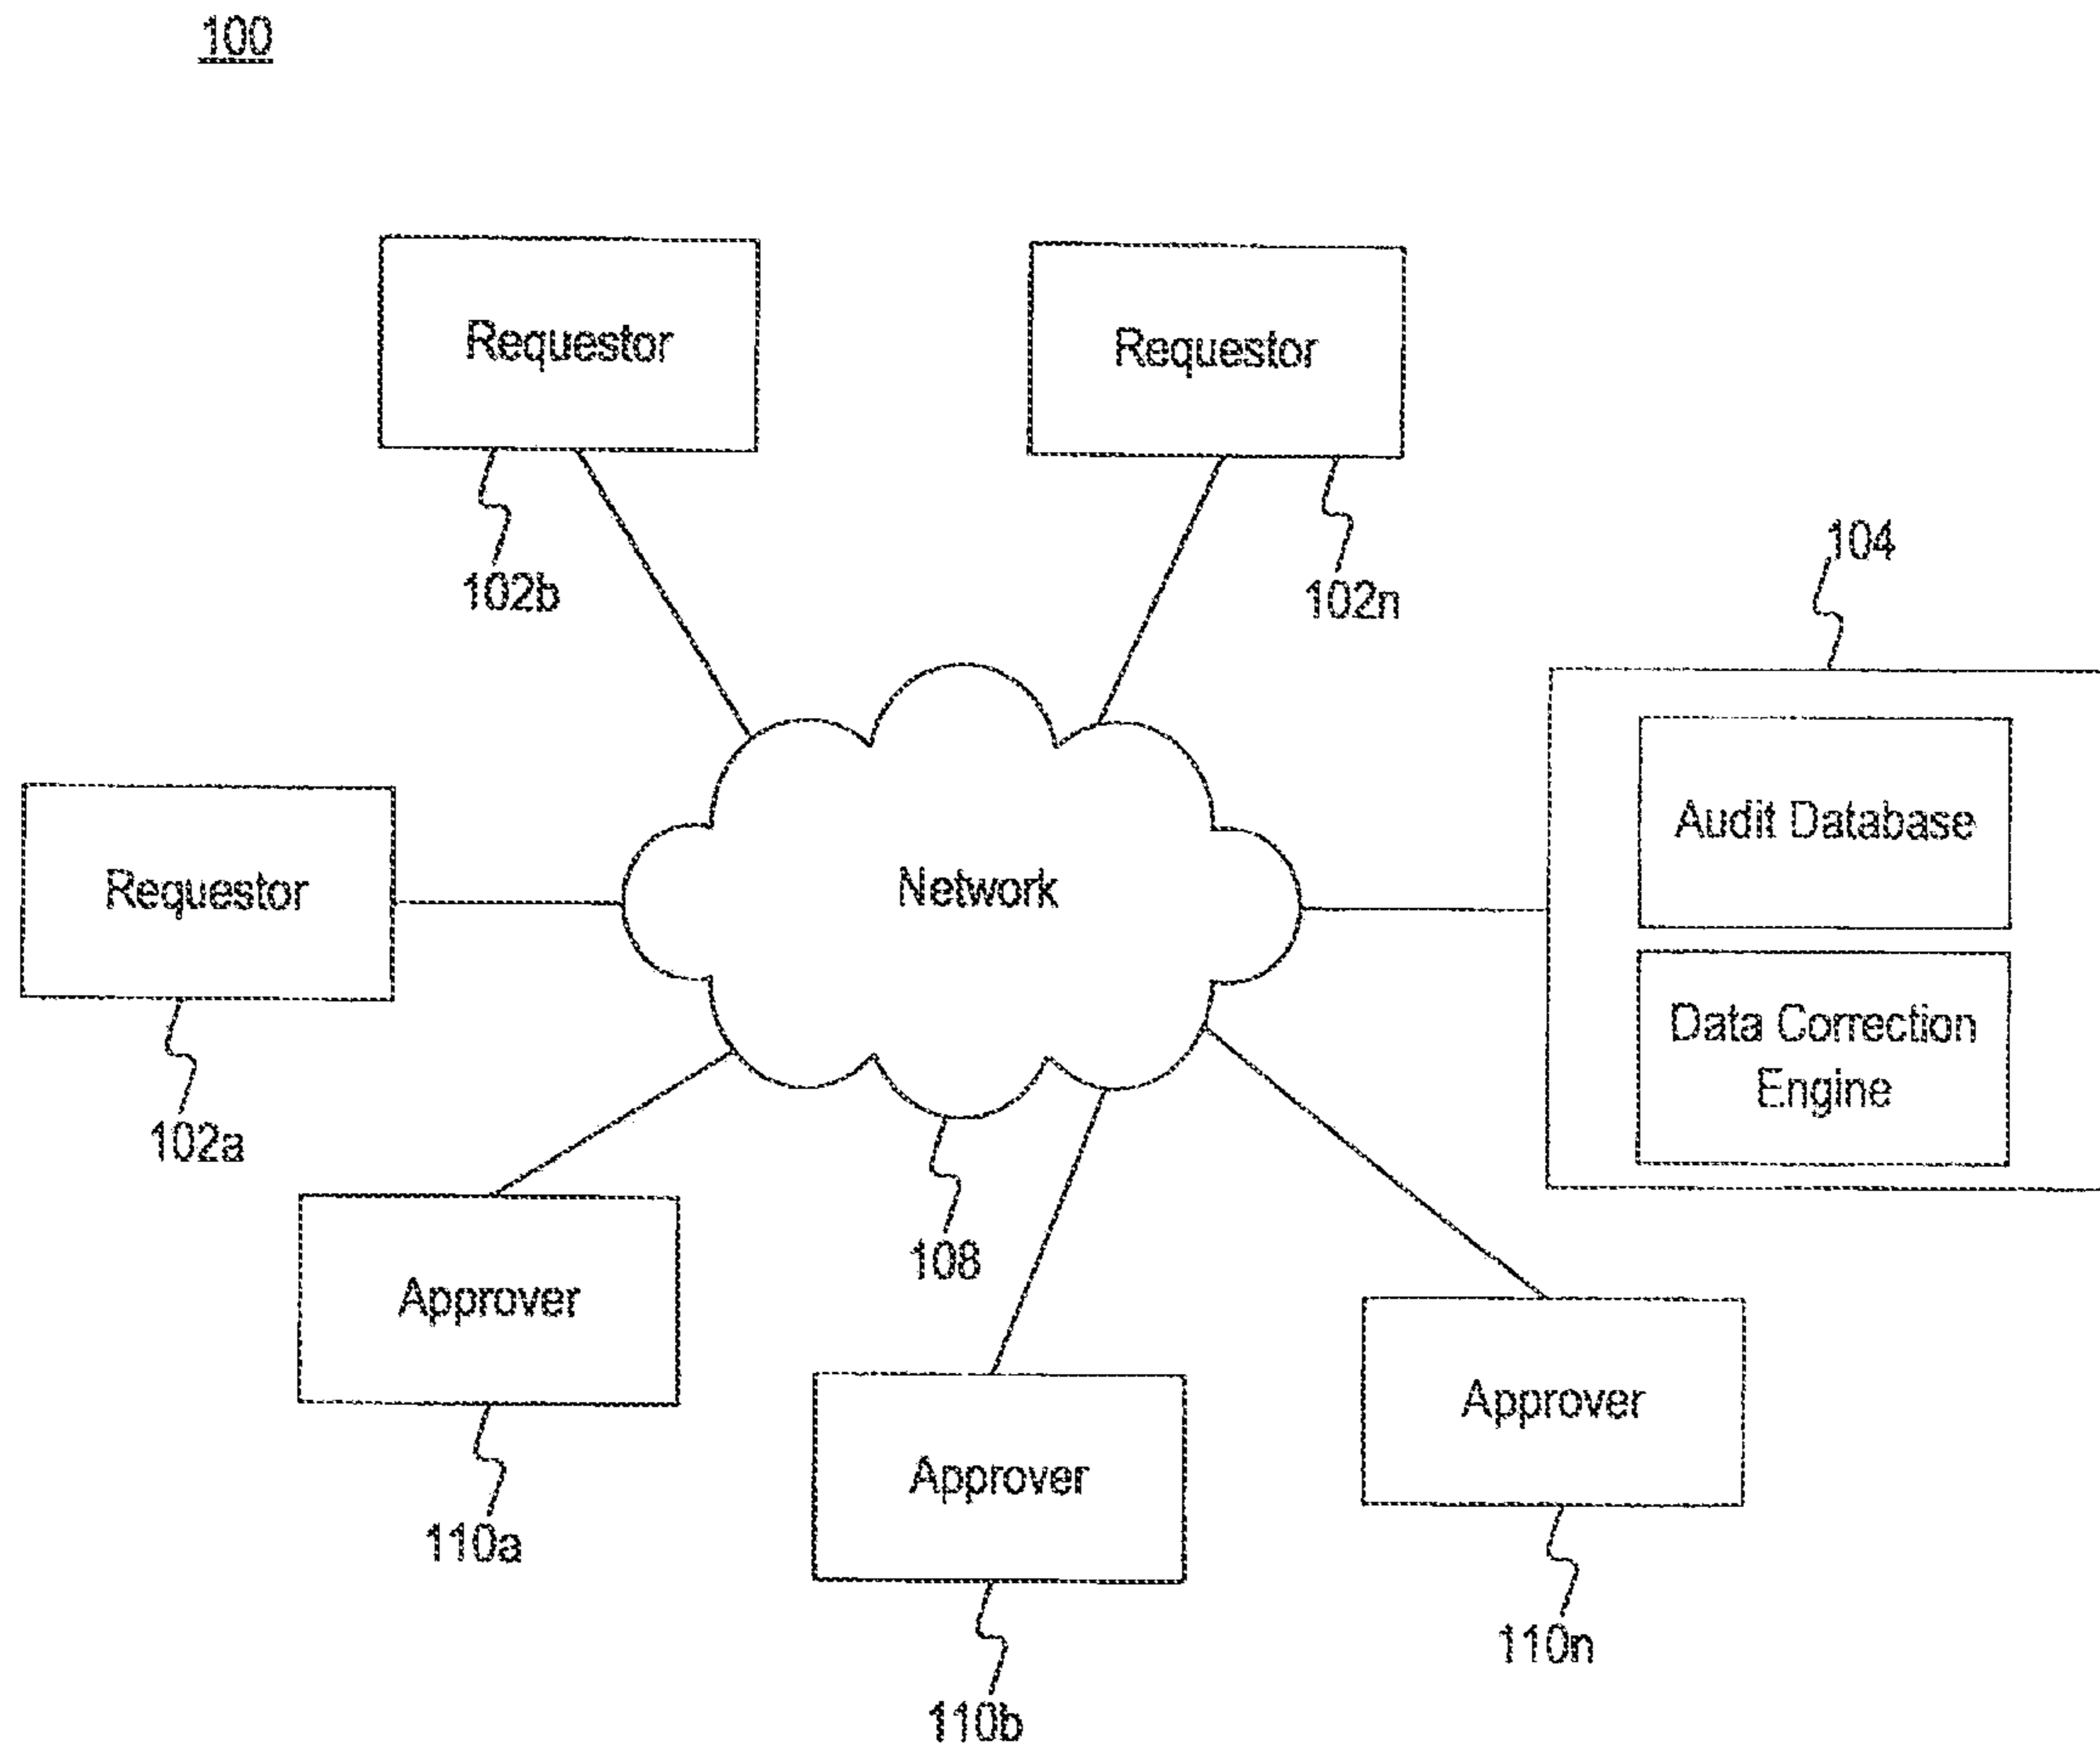 100
Requestor
Requestor
102b
102n
104
Audit Database
Requestor
Network
Data Correction
Engine
102a
108
Approver
Approver
Approver
110a
110n
110b